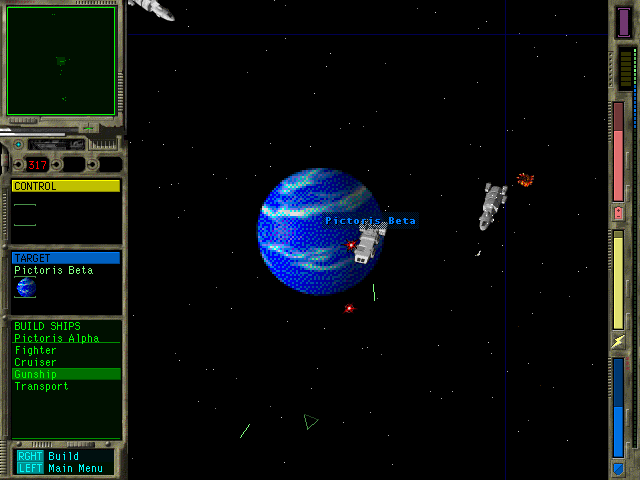 317
CONTROL
TARGET
Pictoris Beta
BUILD SHIPS
Pictoris Alpha
Fighter
Cruiser
Gunship
Transport
RGHT Build
LEFT Main Menu
Pictoris Beta